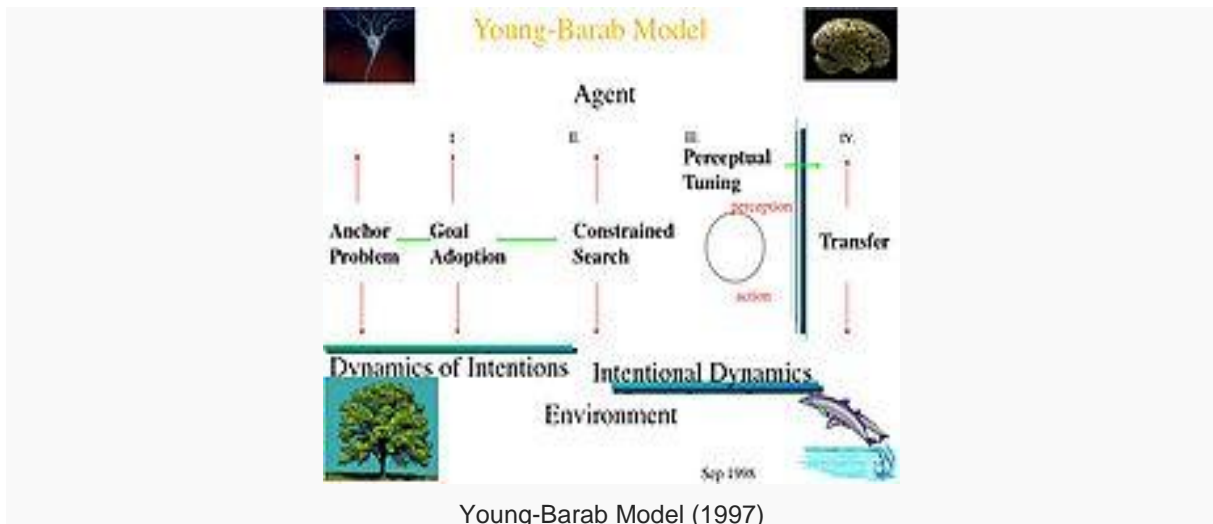 Young-Barab Model
Agent
I II. III. IV.
Perceptual
Tuning
perception
Anchor
Problem
Goal
Adoption
Constrained
Search
Transfer
action
Dynamics of Intentions
Intentional Dynamics
Environment
Sep 1998
Young-Barab Model (1997)